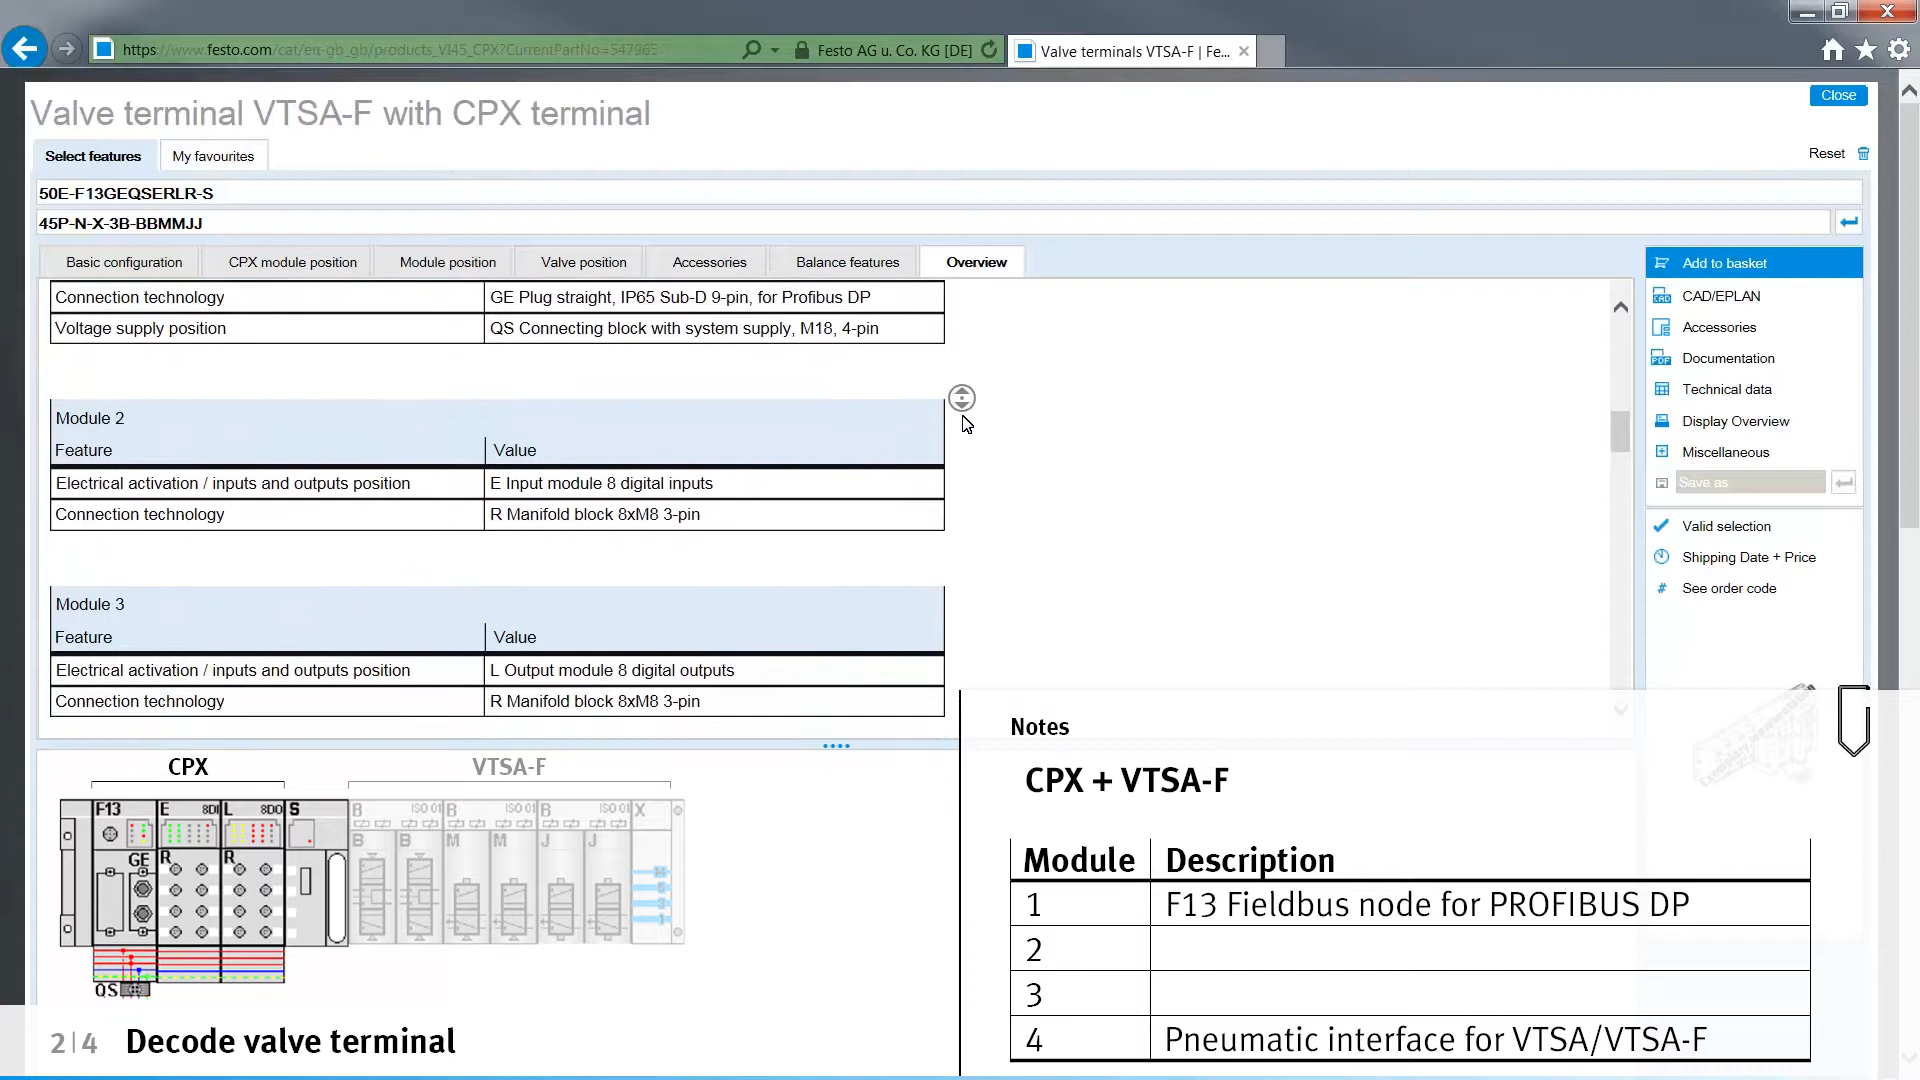 https://www.festo.com/cat/en-gb_gb/products_VI45_CPX?CurrentPartNo=547965
Festo AG u. Co. KG [DE]
Valve terminals VTSA-F | Fe...
Valve terminal VTSA-F with CPX terminal
Close
Select features
My favourites
Reset
50E-F13GEQSERLR-S
45P-N-X-3B-BBMMJJ
Basic configuration
CPX module position
Module position
Valve position
Accessories
Balance features
Overview
Connection technology
GE Plug straight, IP65 Sub-D 9-pin, for Profibus DP
Voltage supply position
QS Connecting block with system supply, M18, 4-pin
Module 2
Feature
Value
Electrical activation / inputs and outputs position
E Input module 8 digital inputs
Connection technology
R Manifold block 8xM8 3-pin
Module 3
Feature
Value
Electrical activation / inputs and outputs position
L Output module 8 digital outputs
Connection technology
R Manifold block 8xM8 3-pin
Add to basket
CAD/EPLAN
Accessories
Documentation
Technical data
Display Overview
Miscellaneous
Save as
Valid selection
Shipping Date + Price
# See order code
CPX
VTSA-F
F13 E 8DI L 8DO S
B ISO 01 B ISO 01 B ISO 01 X
GE R R
B B M M J J
QS
Notes
CPX + VTSA-F
Module Description
1 F13 Fieldbus node for PROFIBUS DP
2
3
4 Pneumatic interface for VTSA/VTSA-F
2|4 Decode valve terminal